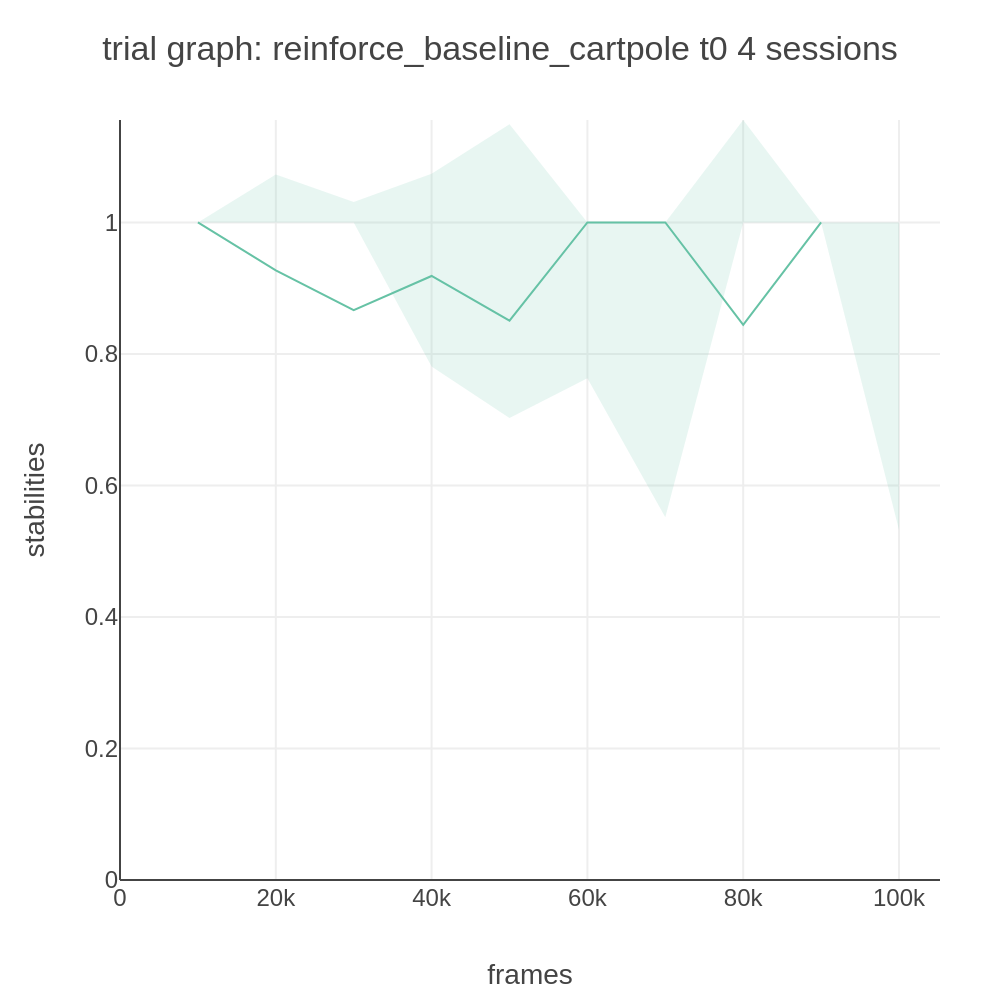 trial graph: reinforce_baseline_cartpole t0 4 sessions
1
0.8
0.6
0.4
0.2
0
stabilities
0 20k 40k 60k 80k 100k
frames